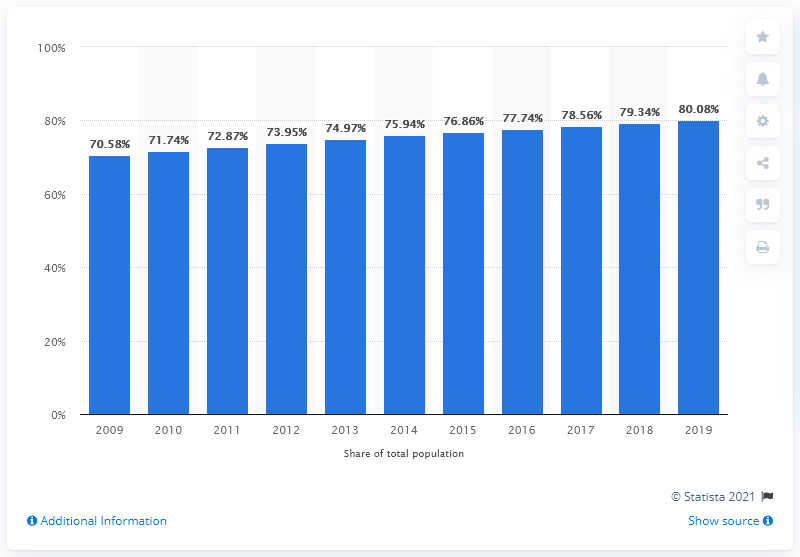 100%
80%
60%
40%
20%
0%
70.58% 71.74% 72.87% 73.95% 74.97% 75.94% 76.86% 77.74% 78.56% 79.34% 80.08%
2009 2010 2011 2012 2013 2014 2015 2016 2017 2018 2019
Share of total population
© Statista 2021
Additional Information Show source